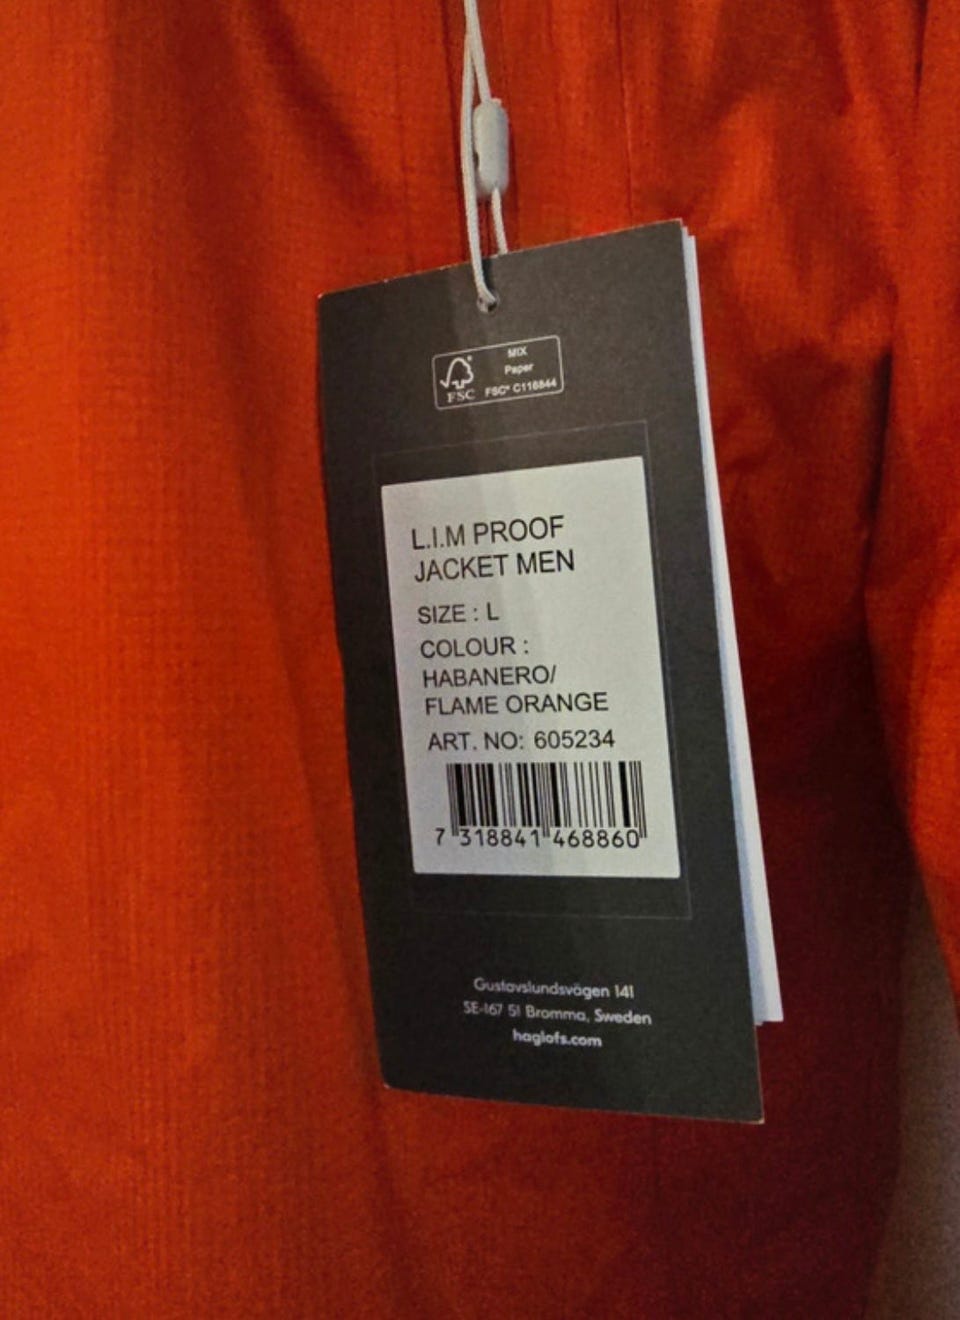 MIX
Paper
FSC® C118844
FSC
L.I.M PROOF
JACKET MEN
SIZE : L
COLOUR :
HABANERO/
FLAME ORANGE
ART. NO: 605234
7 318841 468860
Gustavslundsvägen 141
SE-167 51 Bromma, Sweden
haglofs.com